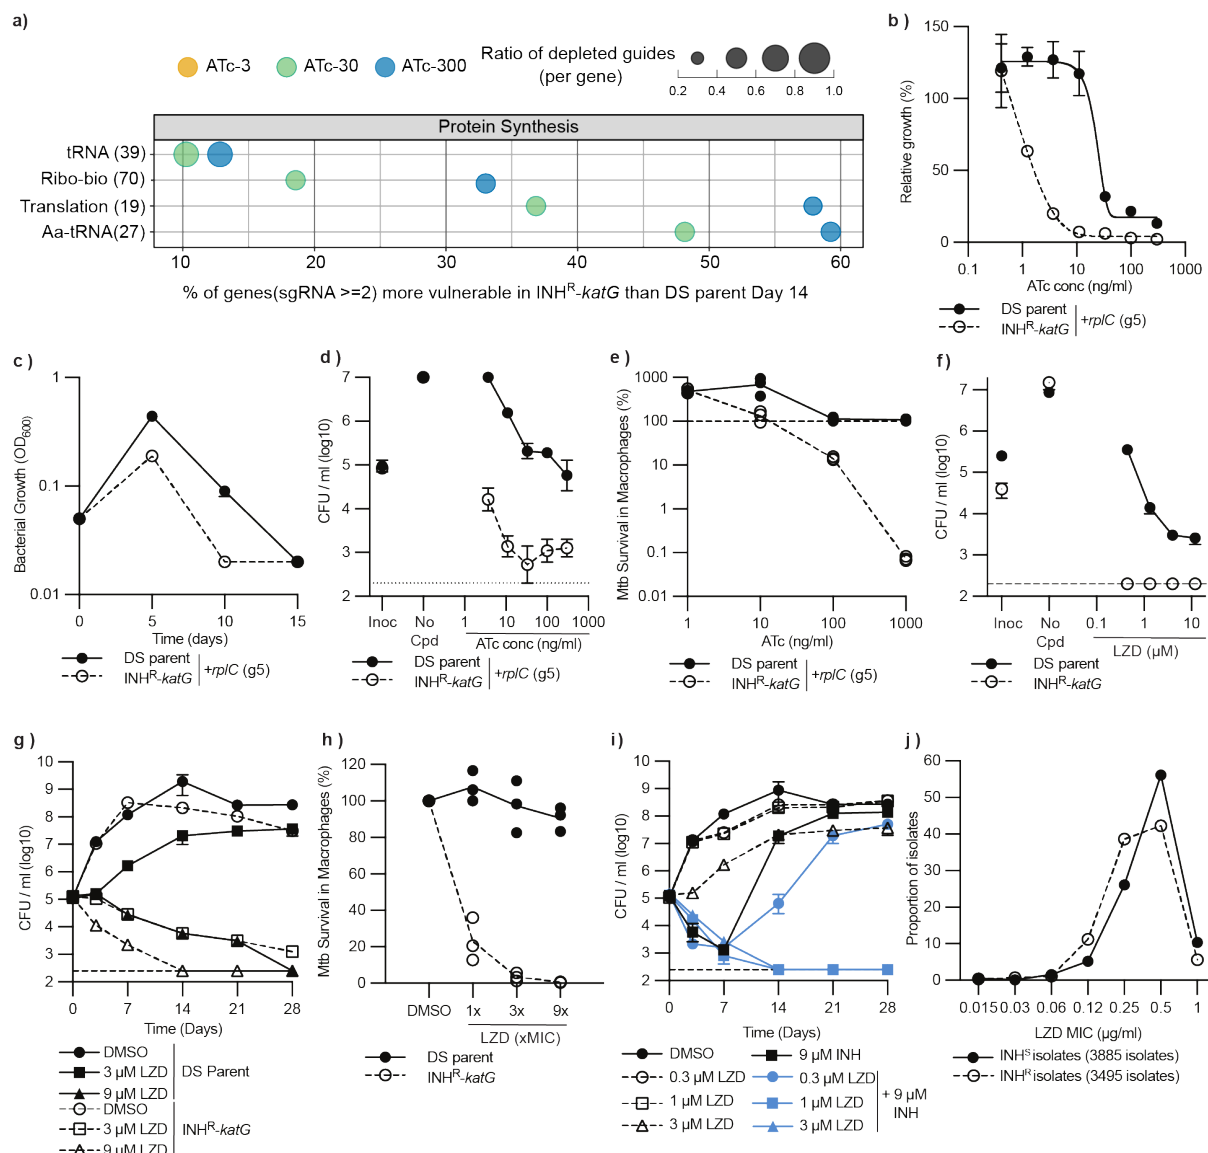 a)
ATc-3
ATc-30
ATc-300
Ratio of depleted guides
(per gene)
0.2 0.4 0.6 0.8 1.0
Protein Synthesis
tRNA (39)
Ribo-bio (70)
Translation (19)
Aa-tRNA(27)
10 20 30 40 50 60
% of genes(sgRNA >=2) more vulnerable in INHR-katG than DS parent Day 14
b )
Relative growth (%)
150
100
50
0
0.1 1 10 100 1000
ATc conc (ng/ml)
DS parent
INHR-katG
+rplC (g5)
c )
Bacterial Growth (OD600)
1
0.1
0.01
0 5 10 15
Time (days)
DS parent
INHR-katG
+rplC (g5)
d )
CFU / ml (log10)
7
6
5
4
3
2
Inoc No Cpd 1 10 100 1000
ATc conc (ng/ml)
DS parent
INHR-katG
+rplC (g5)
e )
Mtb Survival in Macrophages (%)
1000
100
10
1
0.1
0.01
1 10 100 1000
ATc (ng/ml)
DS parent
INHR-katG
+rplC (g5)
f )
CFU / ml (log10)
7
6
5
4
3
2
Inoc No Cpd 0.1 1 10
LZD (µM)
DS parent
INHR-katG
g )
CFU / ml (log10)
10
9
8
7
6
5
4
3
2
0 7 14 21 28
Time (Days)
DMSO
3 µM LZD
9 µM LZD
DS Parent
DMSO
3 µM LZD
9 µM LZD
INHR-katG
h )
Mtb Survival in Macrophages (%)
120
100
80
60
40
20
0
DMSO 1x 3x 9x
LZD (xMIC)
DS parent
INHR-katG
i )
CFU / ml (log10)
10
9
8
7
6
5
4
3
2
0 7 14 21 28
Time (Days)
DMSO
0.3 µM LZD
1 µM LZD
3 µM LZD
9 µM INH
0.3 µM LZD
1 µM LZD
3 µM LZD
+ 9 µM
INH
j )
Proportion of isolates
60
50
40
30
20
10
0
0.015 0.03 0.06 0.12 0.25 0.5 1
LZD MIC (µg/ml)
INHS isolates (3885 isolates)
INHR isolates (3495 isolates)